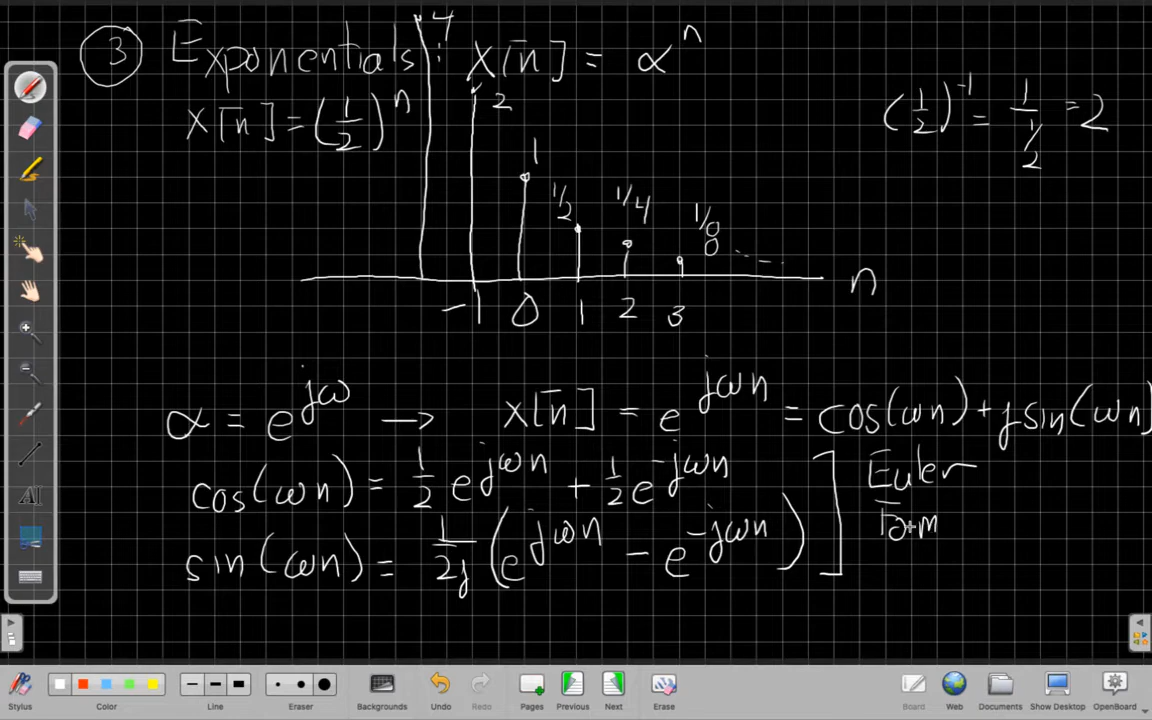 ③ Exponentials: x[n] = αⁿ
x[n] = (1/2)ⁿ
4
2
1
1/2
1/4
1/8
(1/2)⁻¹ = 1/(1/2) = 2
-1 0 1 2 3 n
α = e^{jω} → x[n] = e^{jωn} = cos(ωn) + j sin(ωn)
cos(ωn) = 1/2 e^{jωn} + 1/2 e^{-jωn}
sin(ωn) = 1/2j (e^{jωn} - e^{-jωn})
Euler
Form
Stylus Color Line Eraser Backgrounds Undo Redo Pages Previous Next Erase Board Web Documents Show Desktop OpenBoard